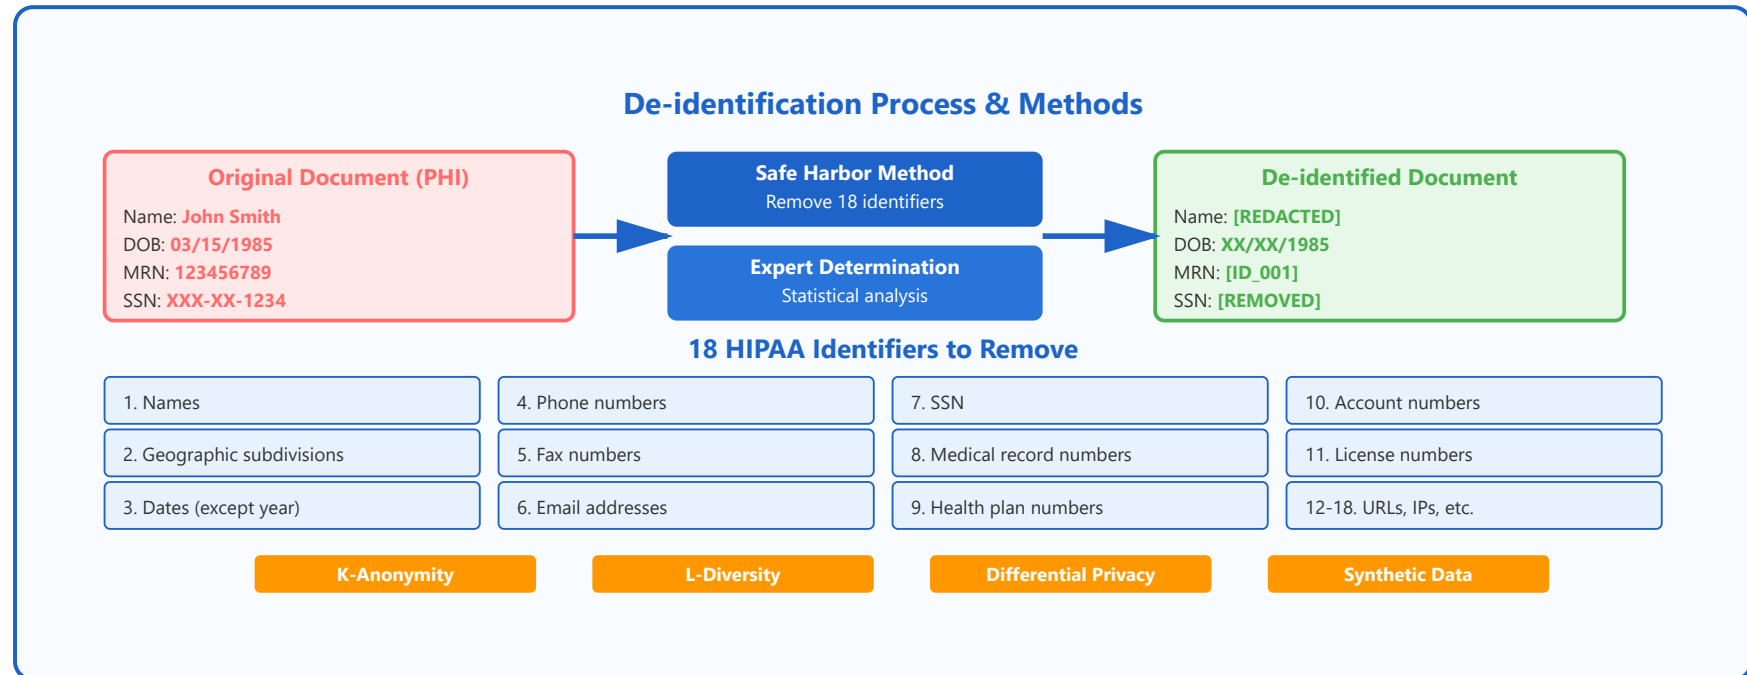 De-identification Process & Methods
Original Document (PHI)
Name: John Smith
DOB: 03/15/1985
MRN: 123456789
SSN: XXX-XX-1234
Safe Harbor Method
Remove 18 identifiers
Expert Determination
Statistical analysis
De-identified Document
Name: [REDACTED]
DOB: XX/XX/1985
MRN: [ID_001]
SSN: [REMOVED]
18 HIPAA Identifiers to Remove
1. Names
2. Geographic subdivisions
3. Dates (except year)
4. Phone numbers
5. Fax numbers
6. Email addresses
7. SSN
8. Medical record numbers
9. Health plan numbers
10. Account numbers
11. License numbers
12-18. URLs, IPs, etc.
K-Anonymity
L-Diversity
Differential Privacy
Synthetic Data